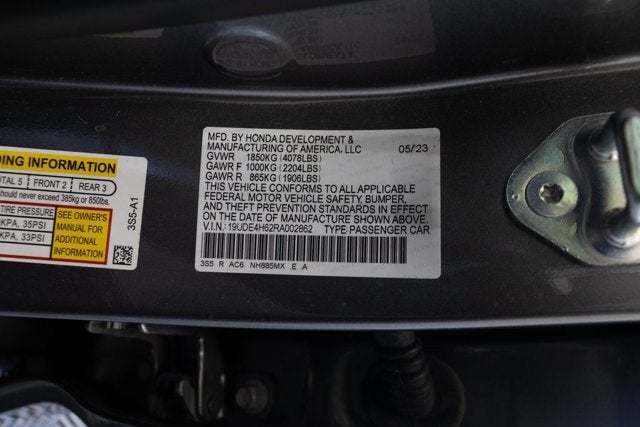 DING INFORMATION
TOTAL 5 FRONT 2 REAR 3
should never exceed 385kg or 850lbs.
TIRE PRESSURE
KPA, 35PSI
KPA, 33PSI
SEE OWNER'S
MANUAL FOR
ADDITIONAL
INFORMATION
3S5-A1
MFD. BY HONDA DEVELOPMENT &
MANUFACTURING OF AMERICA, LLC 05/23
GVWR 1850KG (4078LBS)
GAWR F 1000KG (2204LBS)
GAWR R 865KG (1906LBS)
THIS VEHICLE CONFORMS TO ALL APPLICABLE
FEDERAL MOTOR VEHICLE SAFETY, BUMPER,
AND THEFT PREVENTION STANDARDS IN EFFECT
ON THE DATE OF MANUFACTURE SHOWN ABOVE.
V.I.N.: 19UDE4H62RA002862 TYPE: PASSENGER CAR
3S5 R AC6 NH885MX .E .A